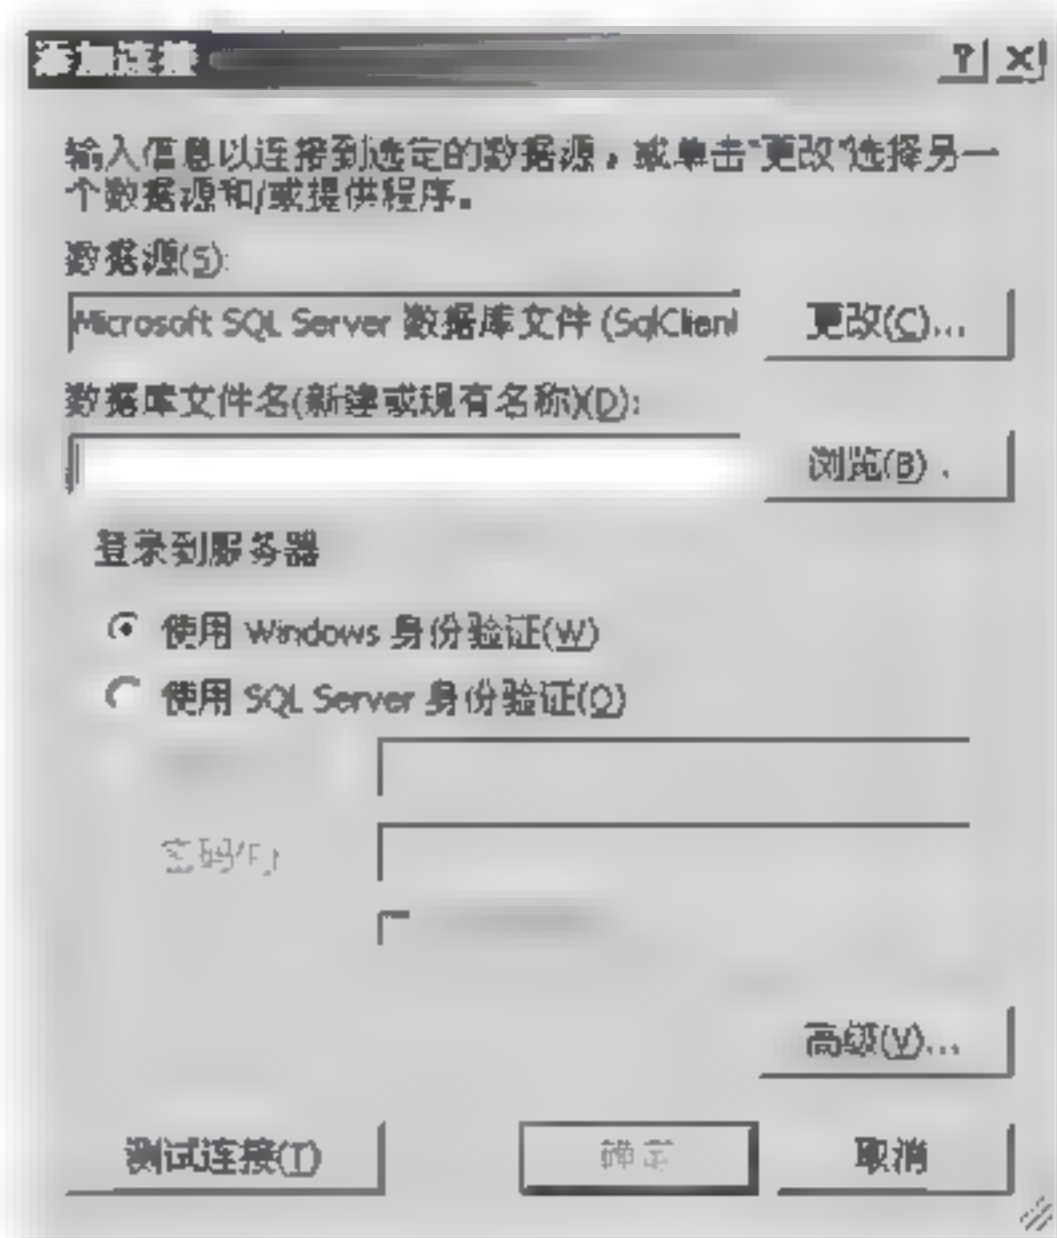 添加连接
输入信息以连接到选定的数据源，或单击“更改”选择另一
个数据源和/或提供程序。
数据源(S):
Microsoft SQL Server 数据库文件 (SqlClient
更改(C)...
数据库文件名(新建或现有名称)(D):
浏览(B) .
登录到服务器
使用 Windows 身份验证(W)
使用 SQL Server 身份验证(Q)
密码(P)
高级(V)...
测试连接(T)
确定
取消